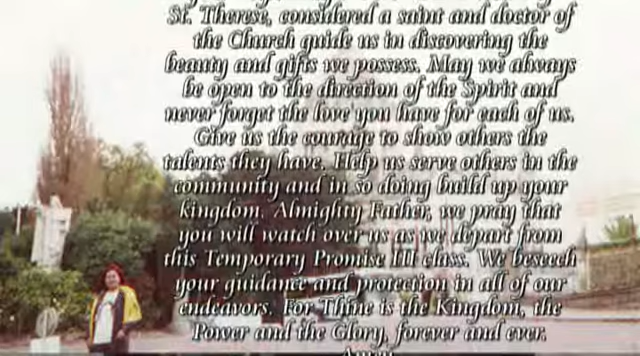 St. Therese, considered a saint and doctor of
the Church guide us in discovering the
beauty and gifts we possess. May we always
be open to the direction of the Spirit and
never forget the love you have for each of us.
Give us the courage to show others the
talents they have. Help us serve others in the
community and in so doing build up your
kingdom. Almighty Father, we pray that
you will watch over us as we depart from
this Temporary Promise III class. We beseech
your guidance and protection in all of our
endeavors. For Thine is the Kingdom, the
Power and the Glory, forever and ever.
Amen